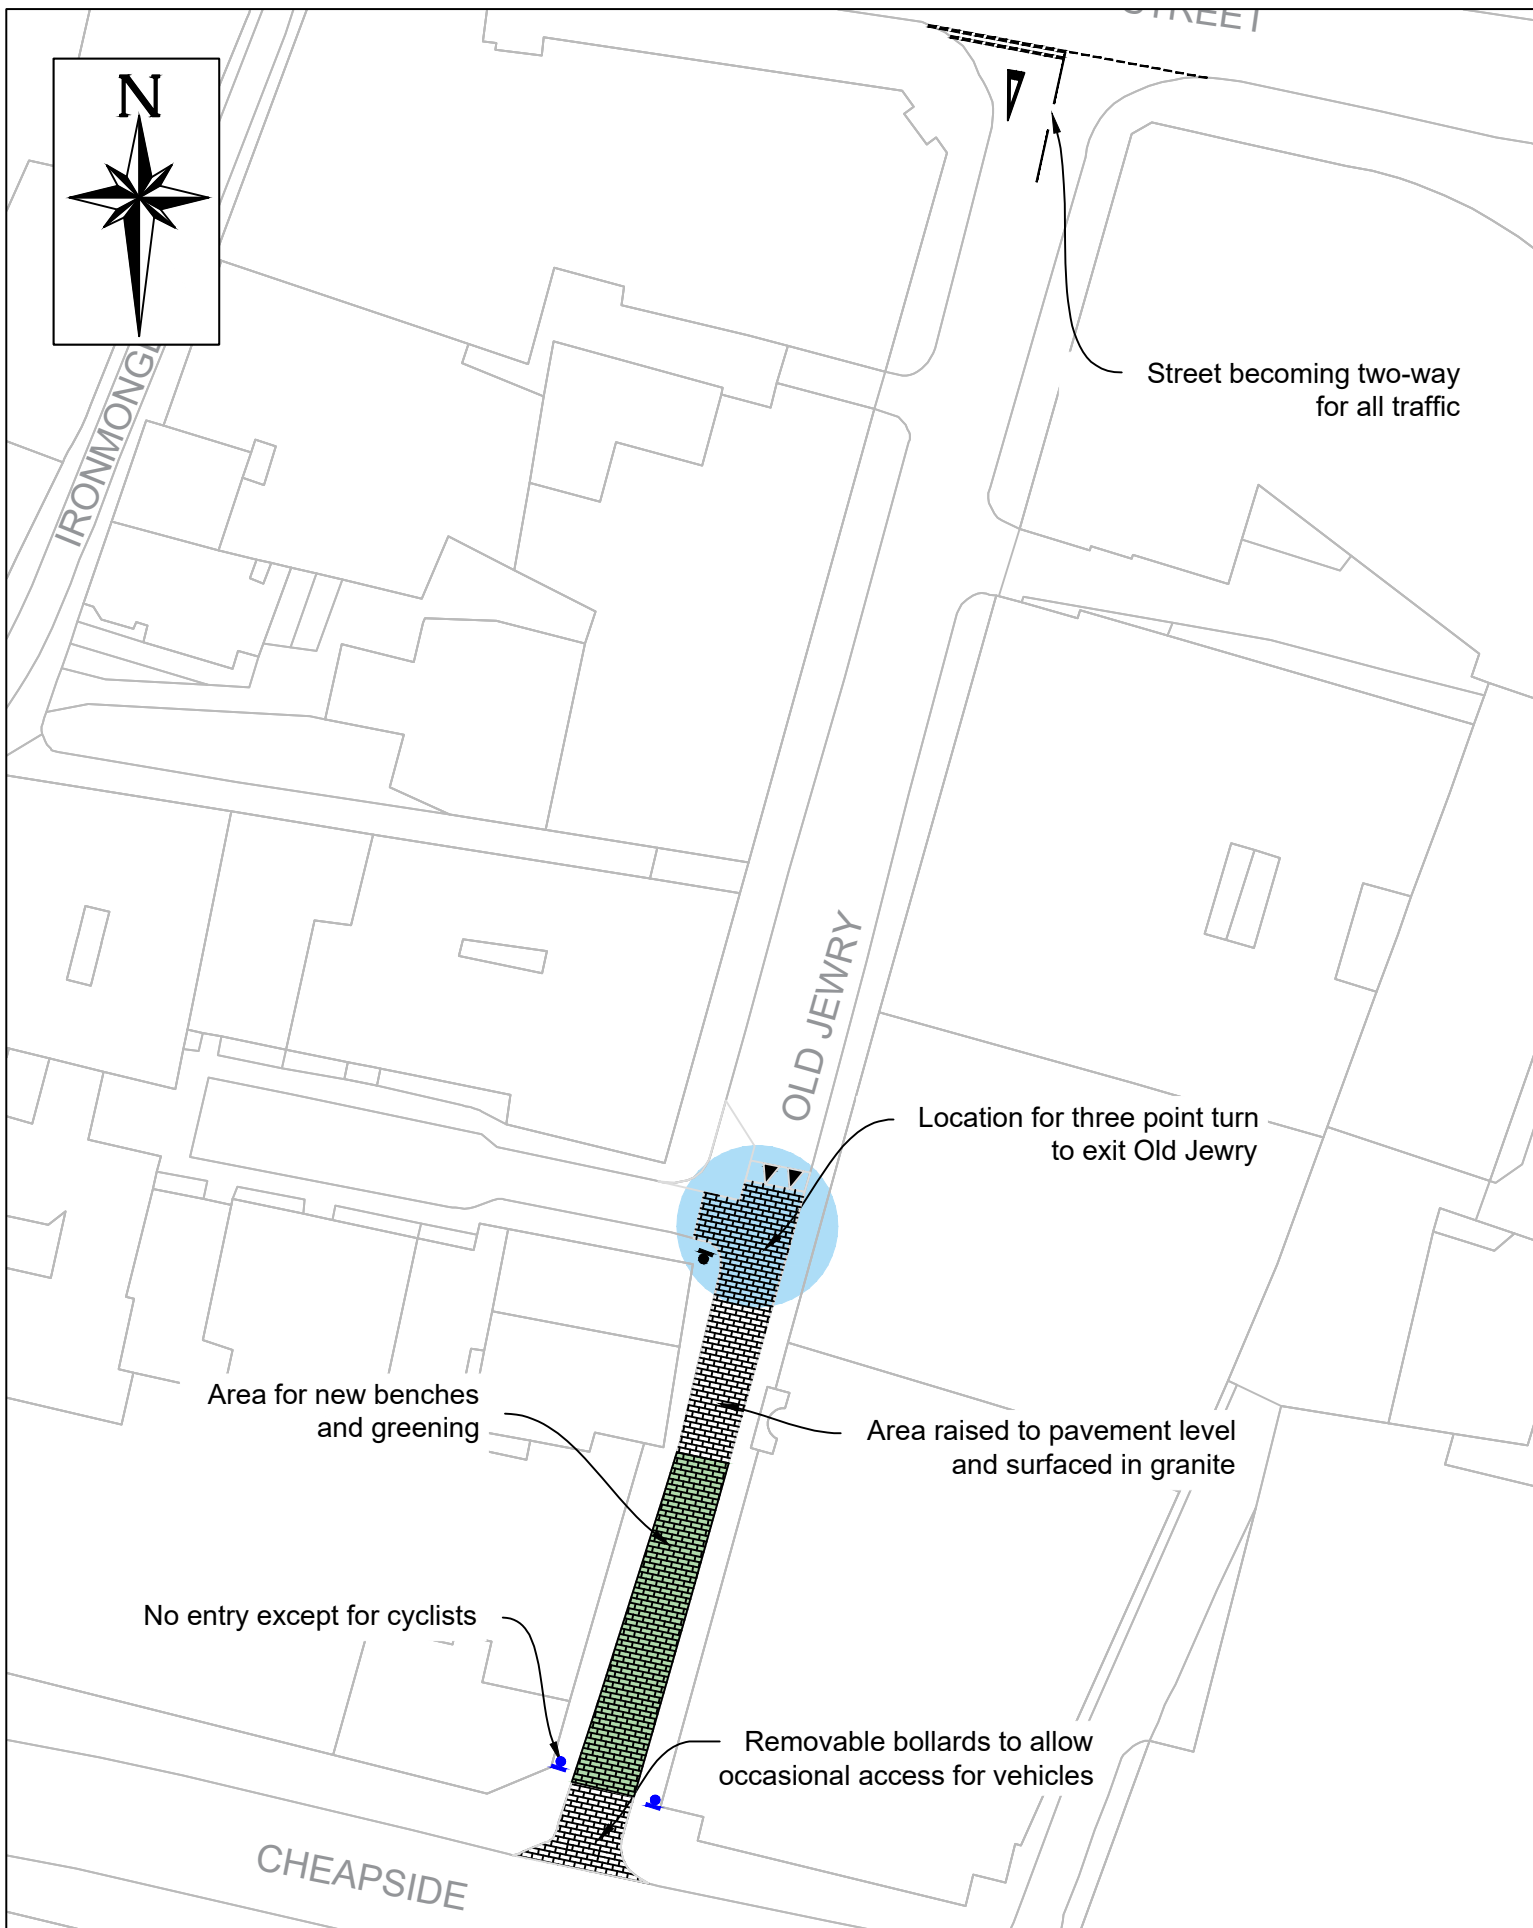 STREET
N
IRONMONGE
Street becoming two-way
for all traffic
OLD JEWRY
Location for three point turn
to exit Old Jewry
Area for new benches
and greening
Area raised to pavement level
and surfaced in granite
No entry except for cyclists
Removable bollards to allow
occasional access for vehicles
CHEAPSIDE